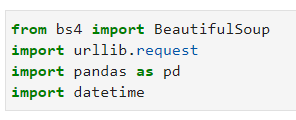 from bs4 import BeautifulSoup
import urllib.request
import pandas as pd
import datetime